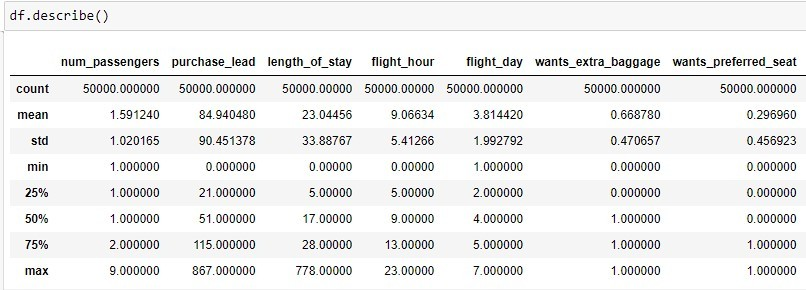 df.describe()
num_passengers purchase_lead length_of_stay flight_hour flight_day wants_extra_baggage wants_preferred_seat
count 50000.000000 50000.000000 50000.00000 50000.00000 50000.000000 50000.000000 50000.000000
mean 1.591240 84.940480 23.04456 9.06634 3.814420 0.668780 0.296960
std 1.020165 90.451378 33.88767 5.41266 1.992792 0.470657 0.456923
min 1.000000 0.000000 0.00000 0.00000 1.000000 0.000000 0.000000
25% 1.000000 21.000000 5.00000 5.00000 2.000000 0.000000 0.000000
50% 1.000000 51.000000 17.00000 9.00000 4.000000 1.000000 0.000000
75% 2.000000 115.000000 28.00000 13.00000 5.000000 1.000000 1.000000
max 9.000000 867.000000 778.00000 23.00000 7.000000 1.000000 1.000000